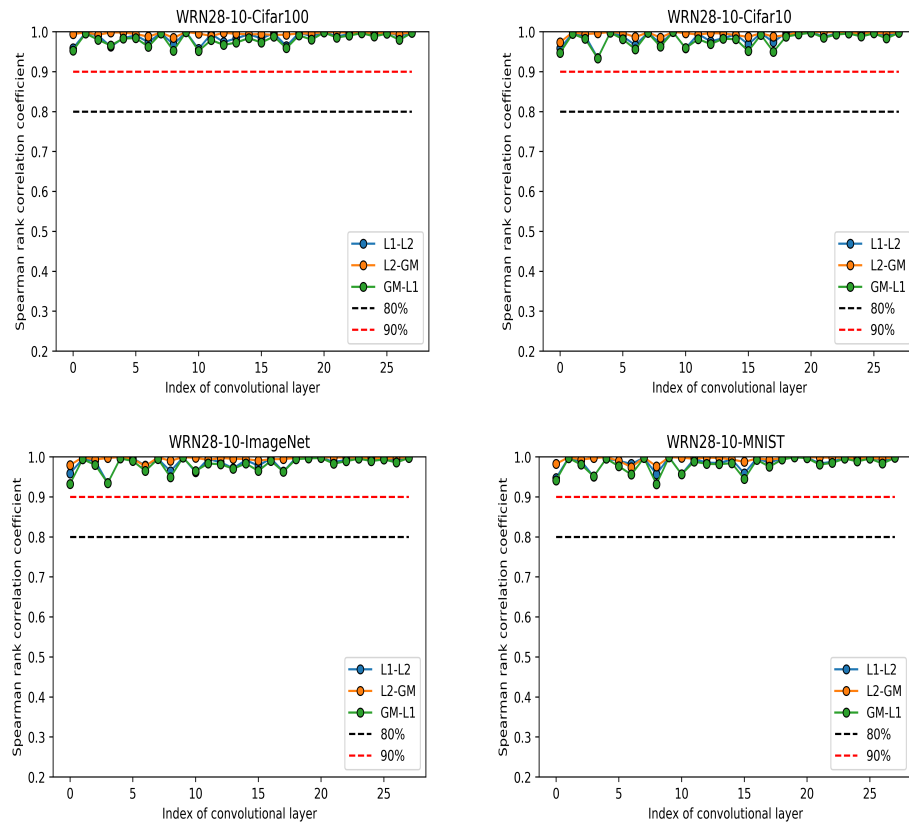 WRN28-10-Cifar100
Spearman rank correlation coefficient
1.0
0.9
0.8
0.7
0.6
0.5
0.4
0.3
0.2
L1-L2
L2-GM
GM-L1
80%
90%
0 5 10 15 20 25
Index of convolutional layer
WRN28-10-Cifar10
Spearman rank correlation coefficient
1.0
0.9
0.8
0.7
0.6
0.5
0.4
0.3
0.2
L1-L2
L2-GM
GM-L1
80%
90%
0 5 10 15 20 25
Index of convolutional layer
WRN28-10-ImageNet
Spearman rank correlation coefficient
1.0
0.9
0.8
0.7
0.6
0.5
0.4
0.3
0.2
L1-L2
L2-GM
GM-L1
80%
90%
0 5 10 15 20 25
Index of convolutional layer
WRN28-10-MNIST
Spearman rank correlation coefficient
1.0
0.9
0.8
0.7
0.6
0.5
0.4
0.3
0.2
L1-L2
L2-GM
GM-L1
80%
90%
0 5 10 15 20 25
Index of convolutional layer